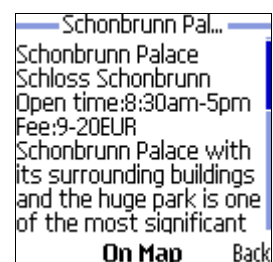 Schonbrunn Pal...
Schonbrunn Palace
Schloss Schonbrunn
Open time:8:30am-5pm
Fee:9-20EUR
Schonbrunn Palace with
its surrounding buildings
and the huge park is one
of the most significant
On Map Back